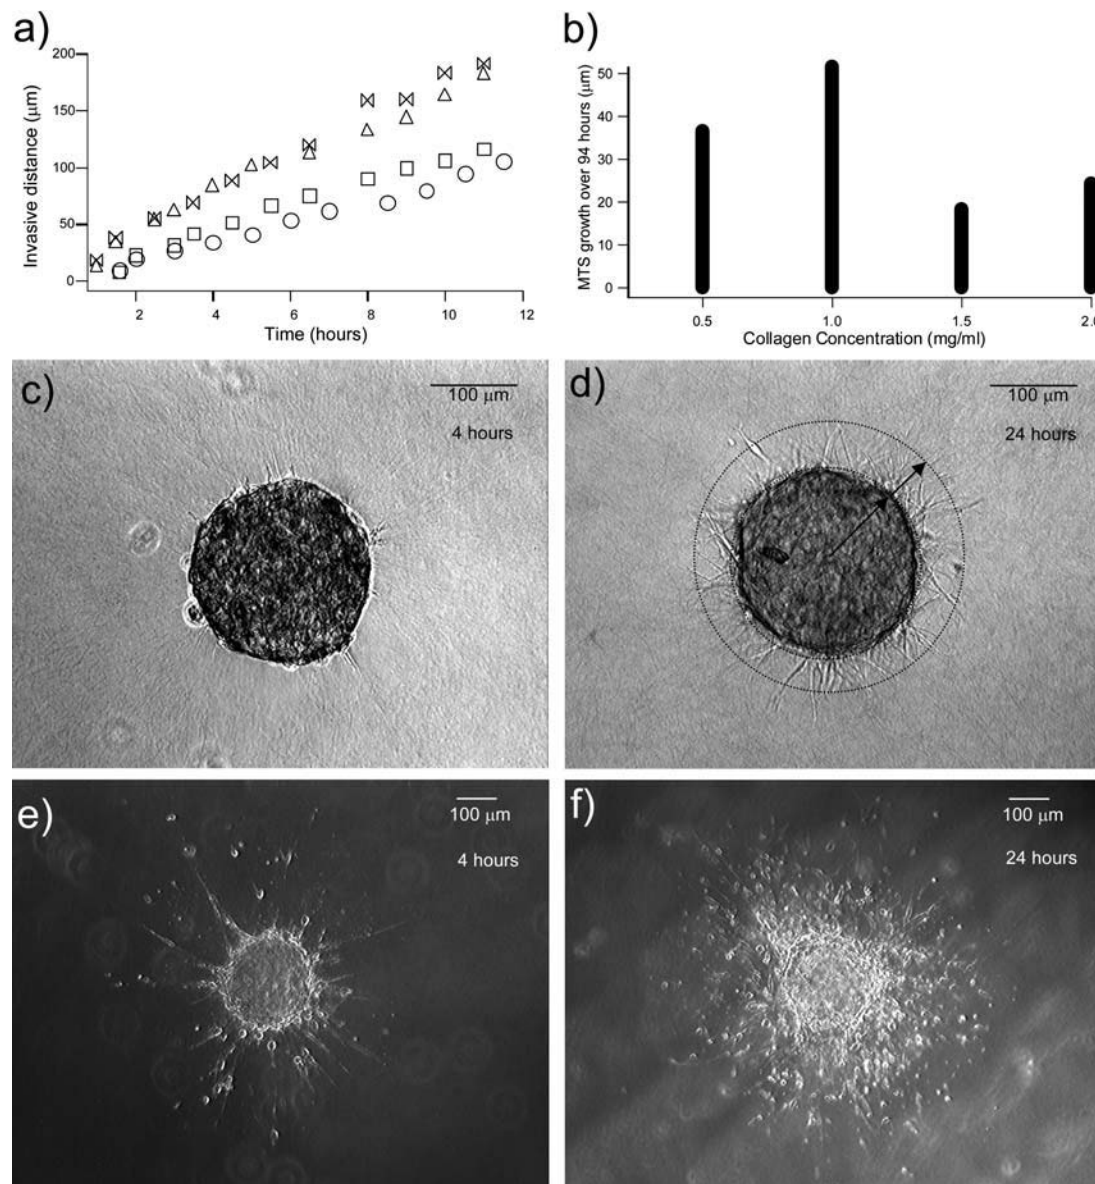 a)
200
150
100
50
0
Invasive distance (μm)
2 4 6 8 10 12
Time (hours)
b)
50
40
30
20
10
0
MTS growth over 94 hours (μm)
0.5 1.0 1.5 2.0
Collagen Concentration (mg/ml)
c)
100 μm
4 hours
d)
100 μm
24 hours
e)
100 μm
4 hours
f)
100 μm
24 hours